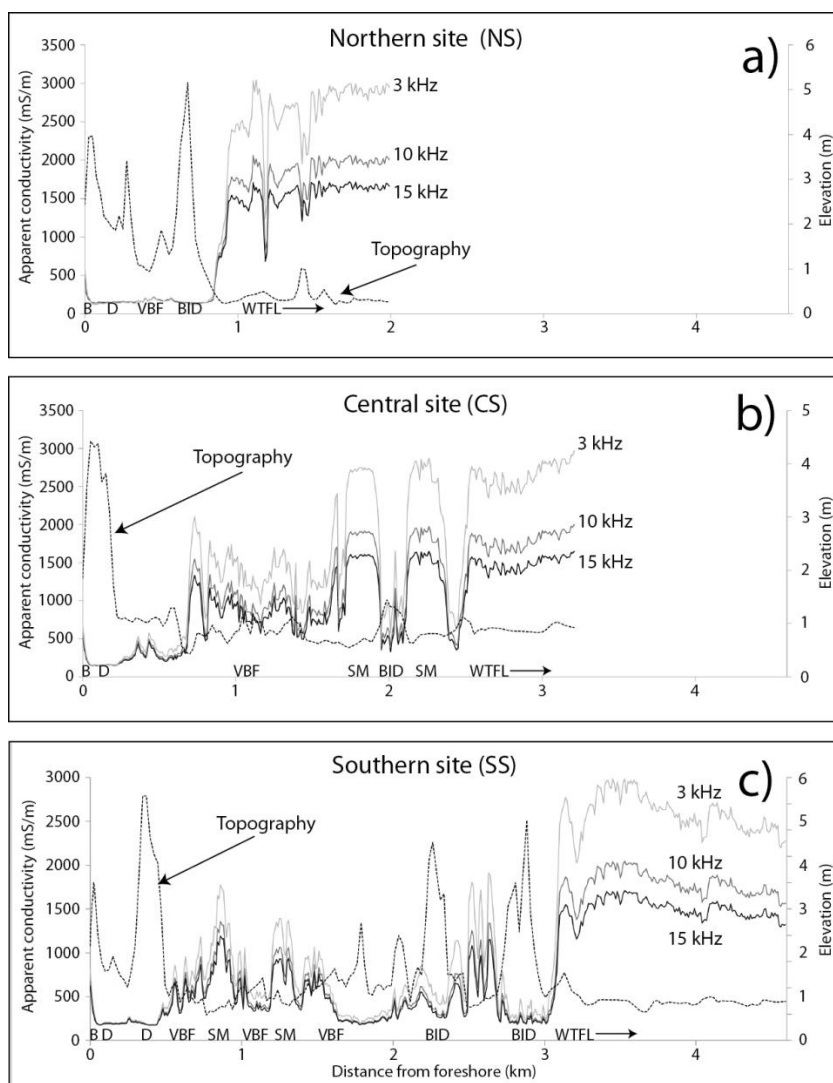 Northern site (NS)
a)
3500
3000
2500
2000
1500
1000
500
0
Apparent conductivity (mS/m)
6
5
4
3
2
1
0
Elevation (m)
3 kHz
10 kHz
15 kHz
Topography
B D VBF BID WTFL
0 1 2 3 4
Central site (CS)
b)
3500
3000
2500
2000
1500
1000
500
0
Apparent conductivity (mS/m)
5
4
3
2
1
0
Elevation (m)
Topography
3 kHz
10 kHz
15 kHz
B D VBF SM BID SM WTFL
0 1 2 3 4
Southern site (SS)
c)
3000
2500
2000
1500
1000
500
0
Apparent conductivity (mS/m)
6
5
4
3
2
1
0
Elevation (m)
Topography
3 kHz
10 kHz
15 kHz
B D D VBF SM VBF SM VBF BID BID WTFL
0 1 2 3 4
Distance from foreshore (km)